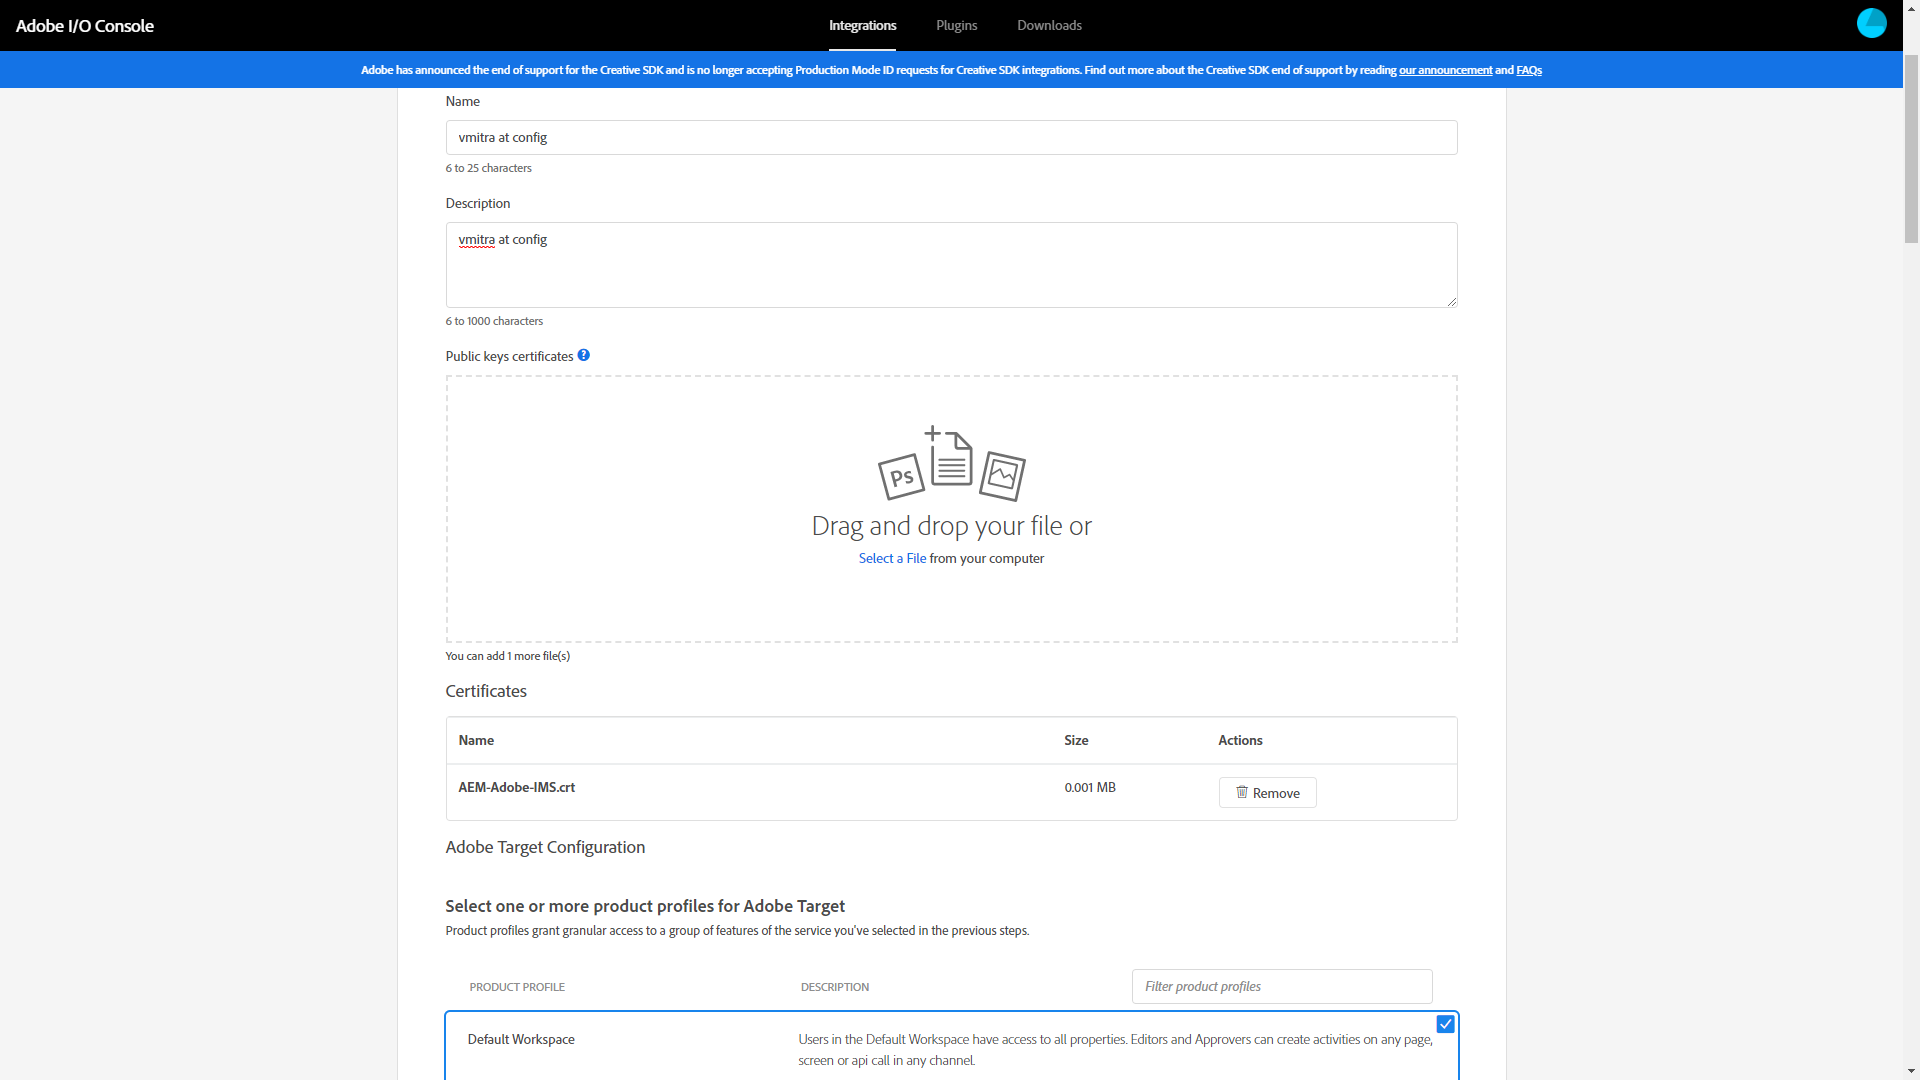 Adobe I/O Console
Integrations
Plugins
Downloads
Adobe has announced the end of support for the Creative SDK and is no longer accepting Production Mode ID requests for Creative SDK integrations. Find out more about the Creative SDK end of support by reading our announcement and FAQs
Name
vmitra at config
6 to 25 characters
Description
vmitra at config
6 to 1000 characters
Public keys certificates ?
Ps
Drag and drop your file or
Select a File from your computer
You can add 1 more file(s)
Certificates
Name Size Actions
AEM-Adobe-IMS.crt 0.001 MB Remove
Adobe Target Configuration
Select one or more product profiles for Adobe Target
Product profiles grant granular access to a group of features of the service you've selected in the previous steps.
PRODUCT PROFILE DESCRIPTION Filter product profiles
Default Workspace
Users in the Default Workspace have access to all properties. Editors and Approvers can create activities on any page,
screen or api call in any channel.